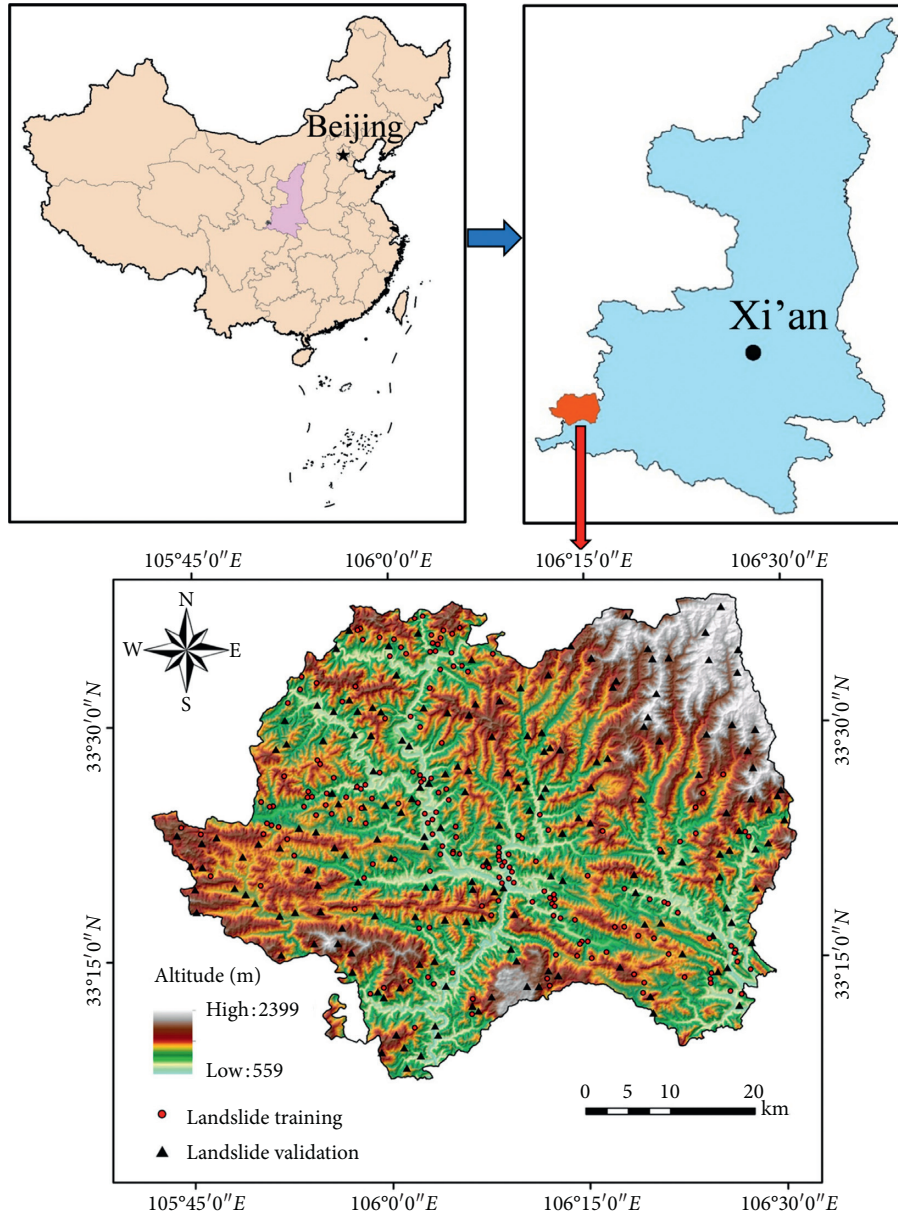 Beijing
Xi’an
105°45′0″E 106°0′0″E 106°15′0″E 106°30′0″E
N
W E
S
33°30′0″N
33°30′0″N
33°15′0″N
33°15′0″N
Altitude (m)
High:2399
Low:559
Landslide training
Landslide validation
0 5 10 20
km
105°45′0″E 106°0′0″E 106°15′0″E 106°30′0″E